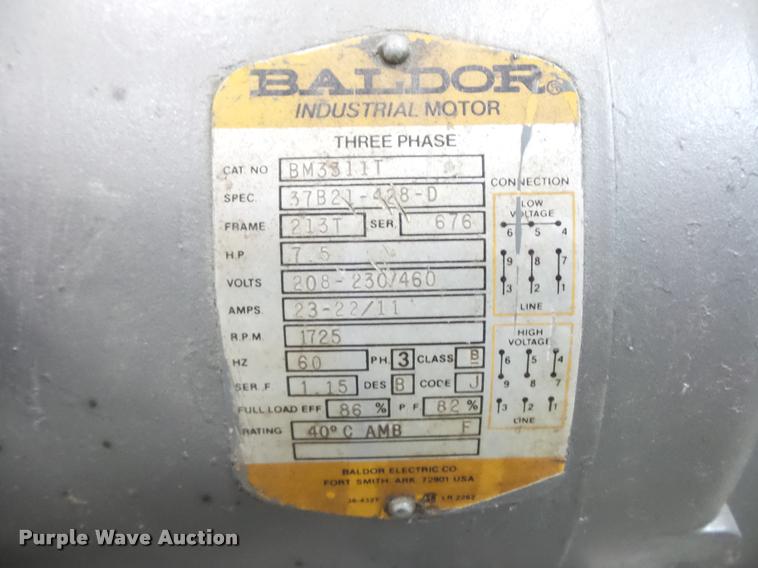 BALDOR®
INDUSTRIAL MOTOR
THREE PHASE
CAT. NO BM3311T
SPEC. 37B21-428-D
FRAME 213T SER. 676
H.P. 7.5
VOLTS 208-230/460
AMPS. 23-22/11
R.P.M. 1725
HZ 60 PH. 3 CLASS B
SER. F. 1.15 DES B CODE J
FULL LOAD EFF 86 % P F 82 %
RATING 40°C AMB F
CONNECTION
LOW
VOLTAGE
6 5 4
9 8 7
3 2 1
LINE
HIGH
VOLTAGE
6 5 4
9 8 7
3 2 1
LINE
BALDOR ELECTRIC CO.
FORT SMITH, ARK. 72901 USA
LR 2262
Purple Wave Auction